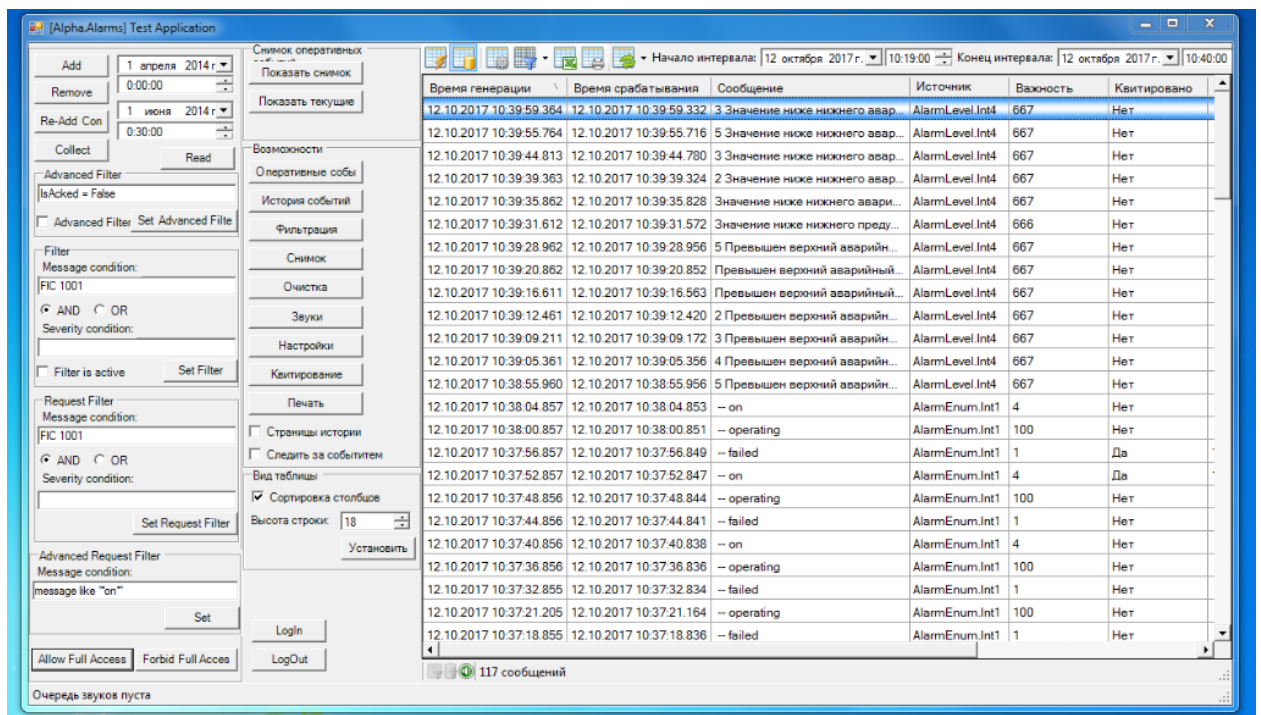 [Alpha.Alarms] Test Application
Add
1 апреля 2014 г
Remove
0:00:00
Re-Add Con
1 июня 2014 г
0:30:00
Collect
Read
Advanced Filter
IsAcked = False
Advanced Filter
Set Advanced Filte
Filter
Message condition:
FIC 1001
AND OR
Severity condition:
Filter is active
Set Filter
Request Filter
Message condition:
FIC 1001
AND OR
Severity condition:
Set Request Filter
Advanced Request Filter
Message condition:
message like "*on*"
Set
Allow Full Access
Forbid Full Acces
Снимок оперативных
Показать снимок
Показать текущие
Возможности
Оперативные собы
История событий
Фильтрация
Снимок
Очистка
Звуки
Настройки
Квитирование
Печать
Страницы истории
Следить за событитем
Вид таблицы
Сортировка столбцов
Высота строки: 18
Установить
LogIn
LogOut
Начало интервала: 12 октября 2017 г. 10:19:00 Конец интервала: 12 октября 2017 г. 10:40:00
Время генерации Время срабатывания Сообщение Источник Важность Квитировано
12.10.2017 10:39:59.364 12.10.2017 10:39:59.332 3 Значение ниже нижнего авар... AlarmLevel.Int4 667 Нет
12.10.2017 10:39:55.764 12.10.2017 10:39:55.716 5 Значение ниже нижнего авар... AlarmLevel.Int4 667 Нет
12.10.2017 10:39:44.813 12.10.2017 10:39:44.780 3 Значение ниже нижнего авар... AlarmLevel.Int4 667 Нет
12.10.2017 10:39:39.363 12.10.2017 10:39:39.324 2 Значение ниже нижнего авар... AlarmLevel.Int4 667 Нет
12.10.2017 10:39:35.862 12.10.2017 10:39:35.828 Значение ниже нижнего авари... AlarmLevel.Int4 667 Нет
12.10.2017 10:39:31.612 12.10.2017 10:39:31.572 Значение ниже нижнего преду... AlarmLevel.Int4 666 Нет
12.10.2017 10:39:28.962 12.10.2017 10:39:28.956 5 Превышен верхний аварийн... AlarmLevel.Int4 667 Нет
12.10.2017 10:39:20.862 12.10.2017 10:39:20.852 Превышен верхний аварийный... AlarmLevel.Int4 667 Нет
12.10.2017 10:39:16.611 12.10.2017 10:39:16.563 Превышен верхний аварийный... AlarmLevel.Int4 667 Нет
12.10.2017 10:39:12.461 12.10.2017 10:39:12.420 2 Превышен верхний аварийн... AlarmLevel.Int4 667 Нет
12.10.2017 10:39:09.211 12.10.2017 10:39:09.172 3 Превышен верхний аварийн... AlarmLevel.Int4 667 Нет
12.10.2017 10:39:05.361 12.10.2017 10:39:05.356 4 Превышен верхний аварийн... AlarmLevel.Int4 667 Нет
12.10.2017 10:38:55.960 12.10.2017 10:38:55.956 5 Превышен верхний аварийн... AlarmLevel.Int4 667 Нет
12.10.2017 10:38:04.857 12.10.2017 10:38:04.853 -- on AlarmEnum.Int1 4 Нет
12.10.2017 10:38:00.857 12.10.2017 10:38:00.851 -- operating AlarmEnum.Int1 100 Нет
12.10.2017 10:37:56.857 12.10.2017 10:37:56.849 -- failed AlarmEnum.Int1 1 Да
12.10.2017 10:37:52.857 12.10.2017 10:37:52.847 -- on AlarmEnum.Int1 4 Да
12.10.2017 10:37:48.856 12.10.2017 10:37:48.844 -- operating AlarmEnum.Int1 100 Нет
12.10.2017 10:37:44.856 12.10.2017 10:37:44.841 -- failed AlarmEnum.Int1 1 Нет
12.10.2017 10:37:40.856 12.10.2017 10:37:40.838 -- on AlarmEnum.Int1 4 Нет
12.10.2017 10:37:36.856 12.10.2017 10:37:36.836 -- operating AlarmEnum.Int1 100 Нет
12.10.2017 10:37:32.855 12.10.2017 10:37:32.834 -- failed AlarmEnum.Int1 1 Нет
12.10.2017 10:37:21.205 12.10.2017 10:37:21.164 -- operating AlarmEnum.Int1 100 Нет
12.10.2017 10:37:18.855 12.10.2017 10:37:18.836 -- failed AlarmEnum.Int1 1 Нет
117 сообщений
Очередь звуков пуста